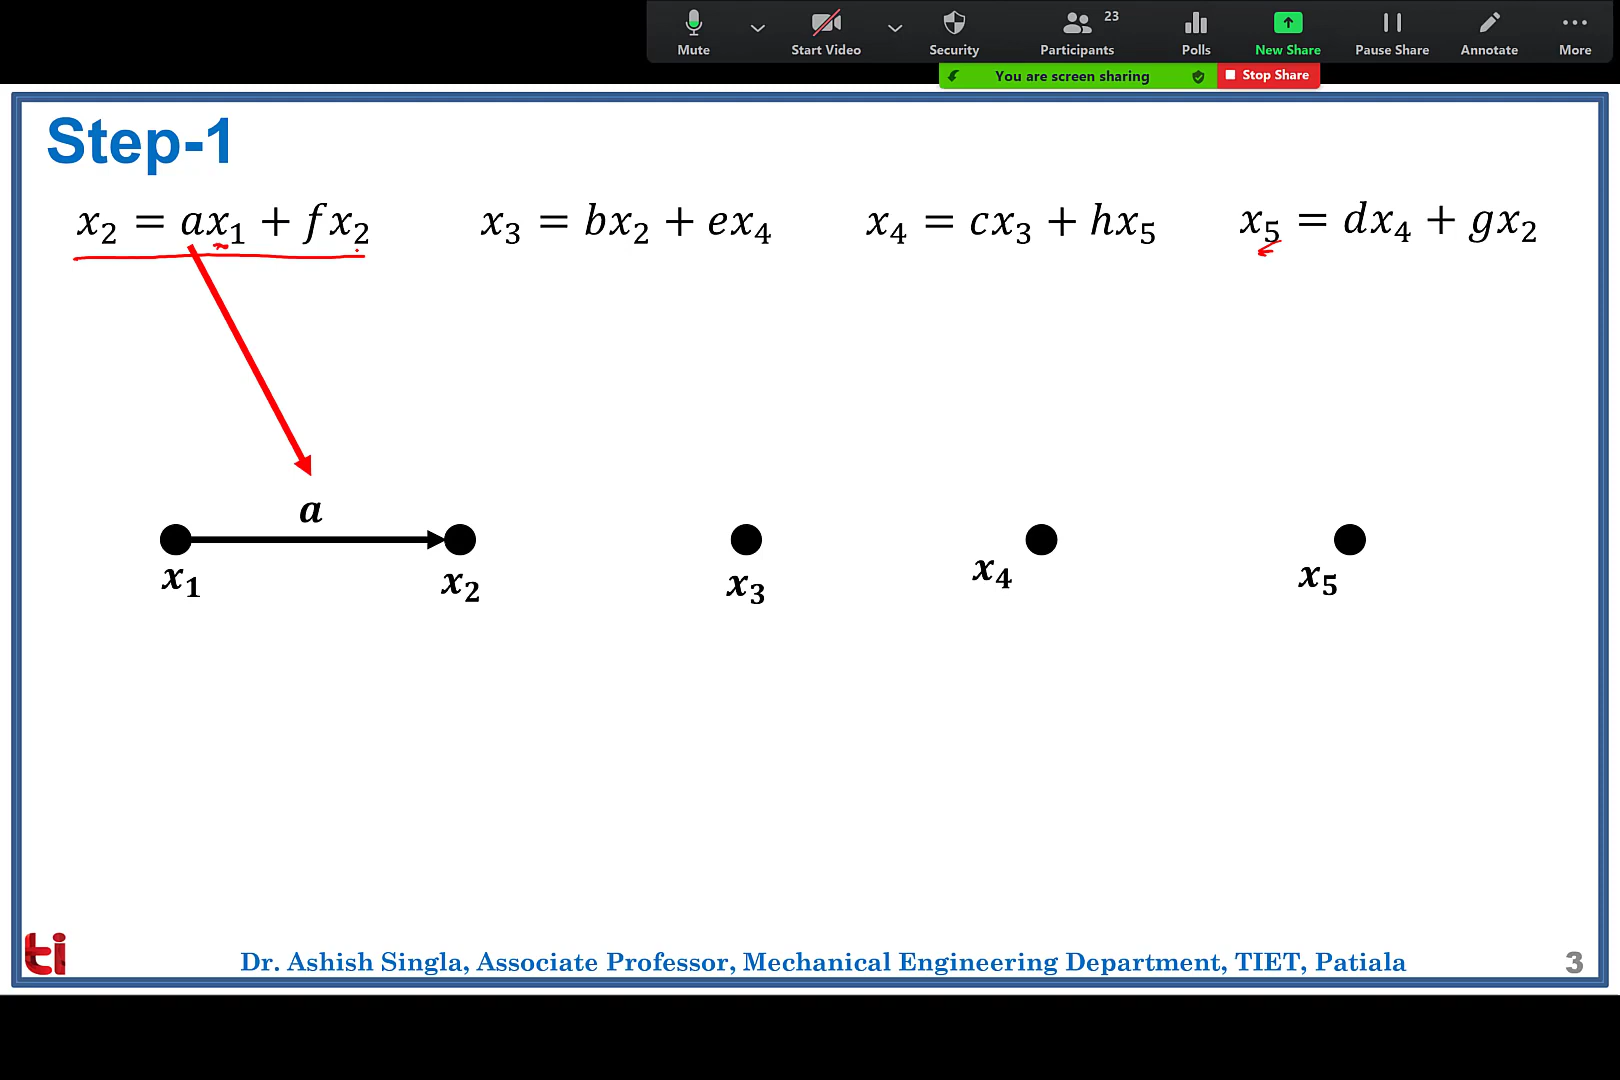 23
Mute Start Video Security Participants Polls New Share Pause Share Annotate More
You are screen sharing Stop Share
Step-1
x₂ = ax₁ + fx₂ x₃ = bx₂ + ex₄ x₄ = cx₃ + hx₅ x₅ = dx₄ + gx₂
a
x₁ x₂ x₃ x₄ x₅
ti Dr. Ashish Singla, Associate Professor, Mechanical Engineering Department, TIET, Patiala 3